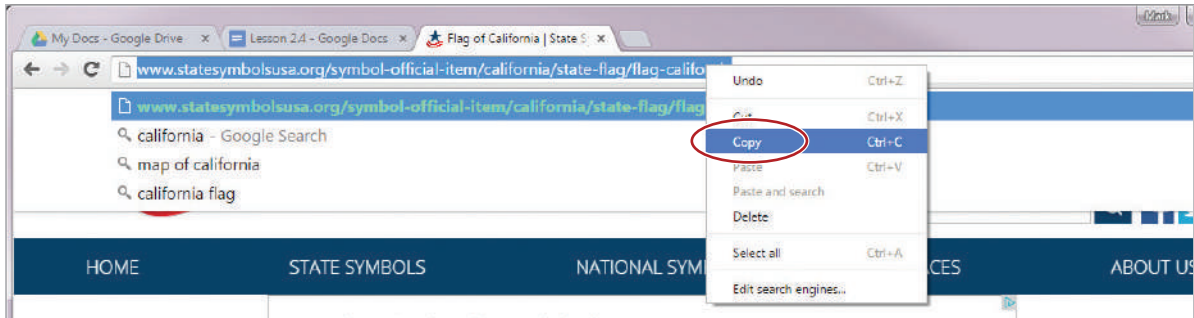 Mark
My Docs - Google Drive × Lesson 2.4 - Google Docs × Flag of California | State S ×
www.statesymbolsusa.org/symbol-official-item/california/state-flag/flag-califo
www.statesymbolsusa.org/symbol-official-item/california/state-flag/flag
california - Google Search
map of california
california flag
Undo Ctrl+Z
Cut Ctrl+X
Copy Ctrl+C
Paste Ctrl+V
Paste and search
Delete
Select all Ctrl+A
Edit search engines...
HOME STATE SYMBOLS NATIONAL SYM ACES ABOUT US